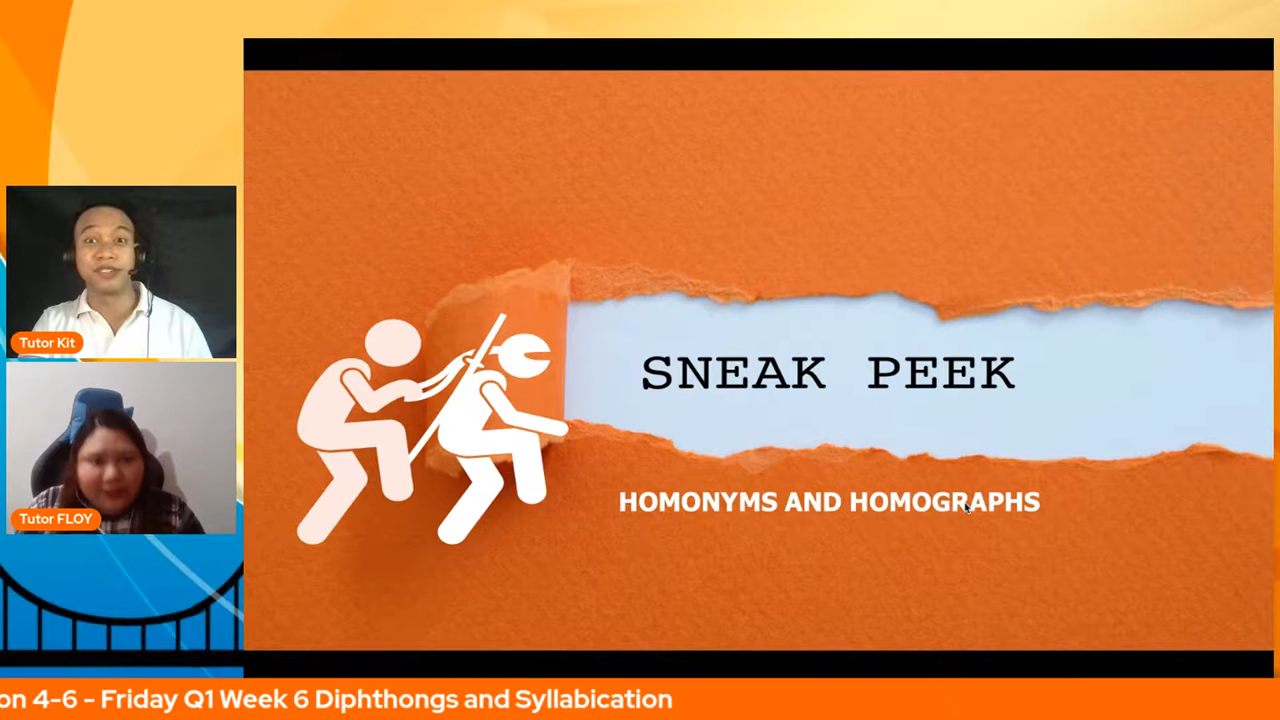 Tutor Kit
Tutor FLOY
SNEAK PEEK
HOMONYMS AND HOMOGRAPHS
on 4-6 - Friday Q1 Week 6 Diphthongs and Syllabication